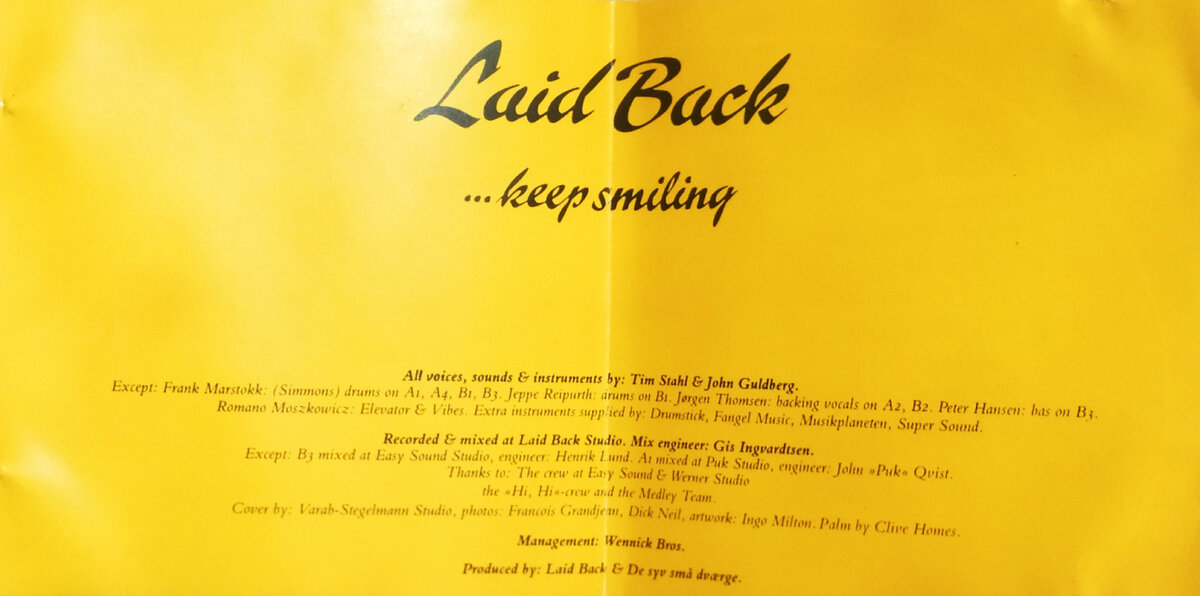 Laid Back
...keep smiling
All voices, sounds & instruments by: Tim Stahl & John Guldberg.
Except: Frank Marstokk: (Simmons) drums on A1, A4, B1, B3. Jeppe Reipurth: drums on B1. Jørgen Thomsen: backing vocals on A2, B2. Peter Hansen: bas on B3.
Romano Moszkowicz: Elevator & Vibes. Extra instruments supplied by: Drumstick, Fangel Music, Musikplaneten, Super Sound.
Recorded & mixed at Laid Back Studio. Mix engineer: Gis Ingvardtsen.
Except: B3 mixed at Easy Sound Studio, engineer: Henrik Lund. A1 mixed at Puk Studio, engineer: John »Puk« Qvist.
Thanks to: The crew at Easy Sound & Werner Studio
the »Hi, Hi«-crew and the Medley Team.
Cover by: Varab-Stegelmann Studio, photos: Francois Grandjean, Dick Neil, artwork: Ingo Milton. Palm by Clive Homes.
Management: Wennick Bros.
Produced by: Laid Back & De syv små dværge.